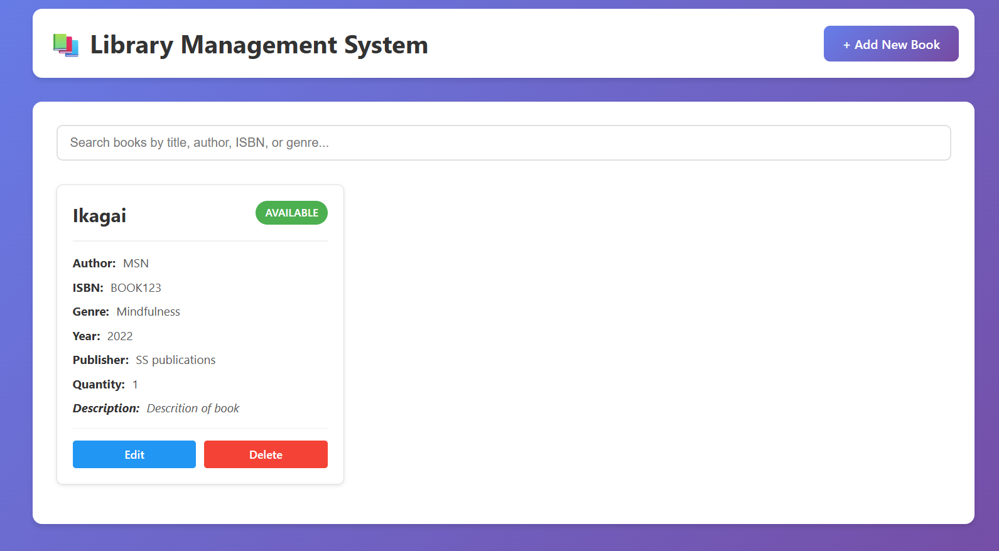 Library Management System
+ Add New Book
Search books by title, author, ISBN, or genre...
Ikagai
AVAILABLE
Author: MSN
ISBN: BOOK123
Genre: Mindfulness
Year: 2022
Publisher: SS publications
Quantity: 1
Description: Descrition of book
Edit
Delete